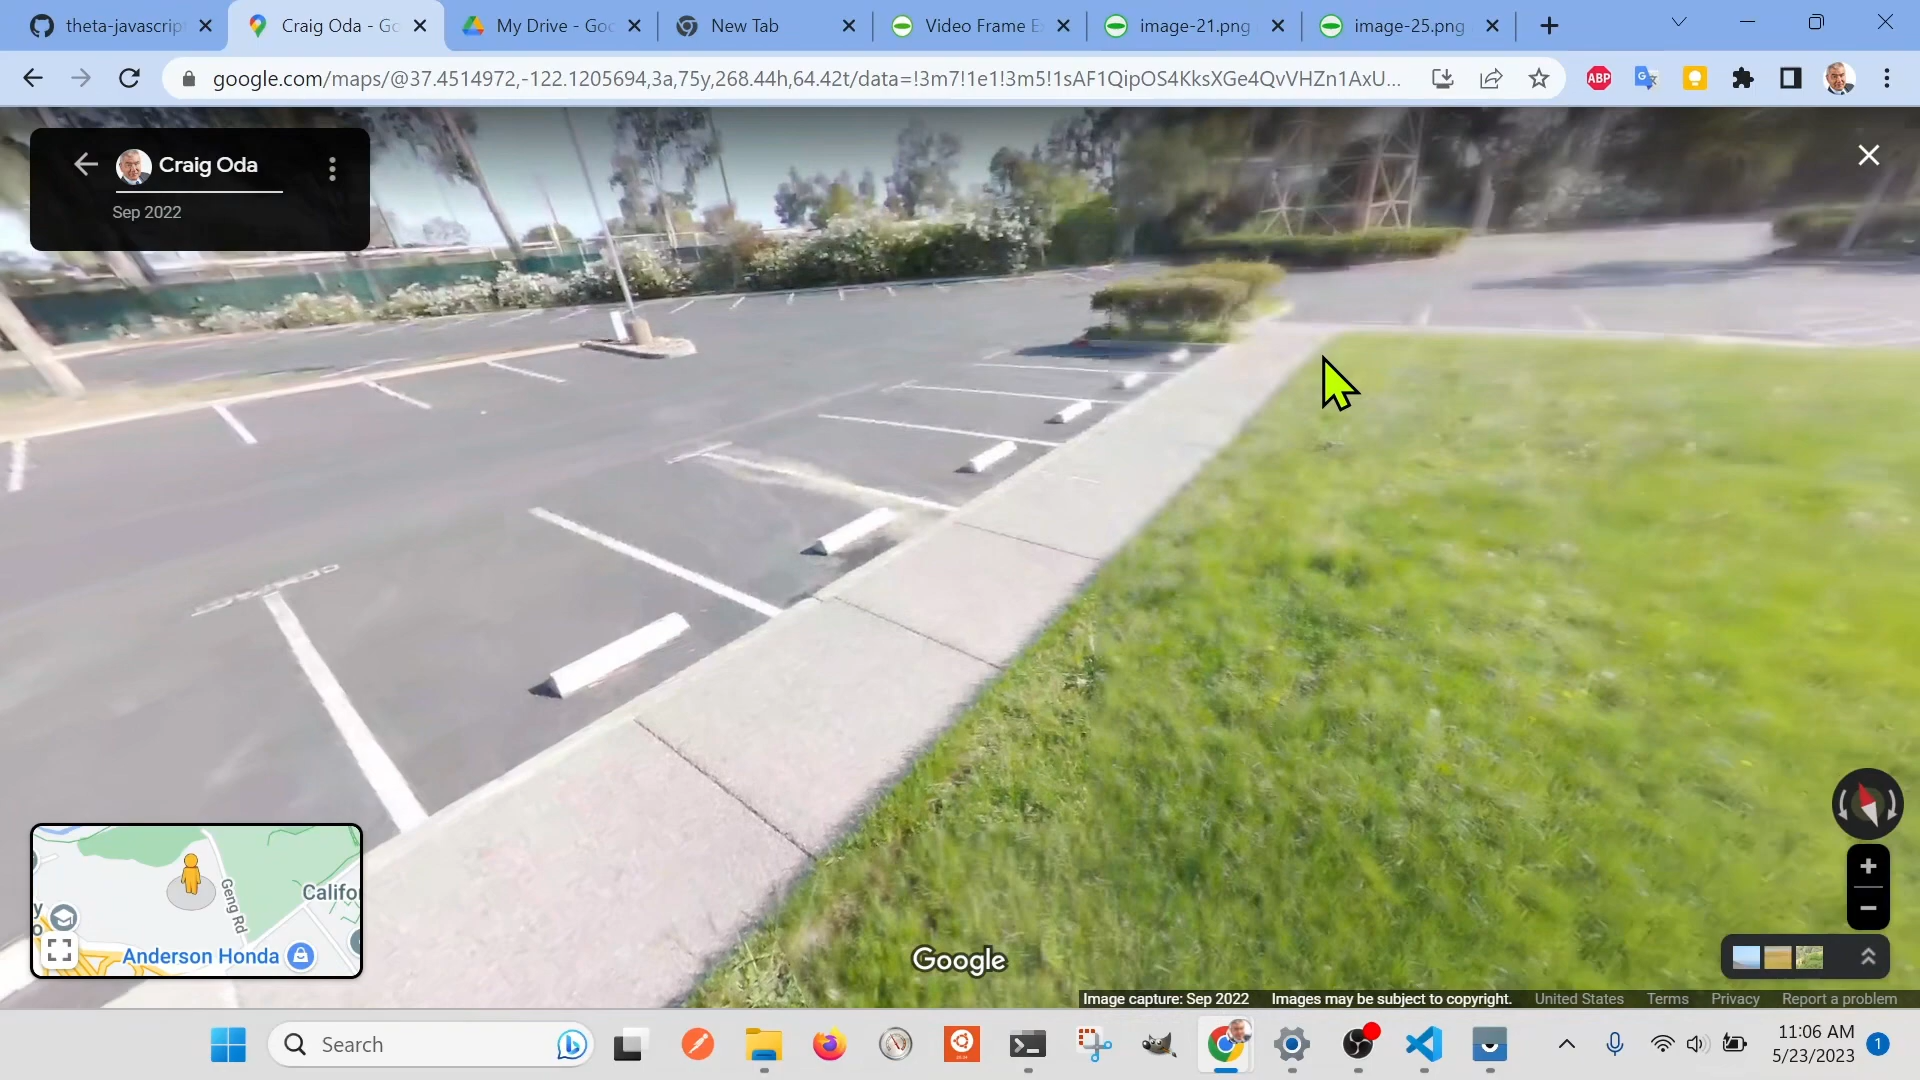 theta-javascrip
Craig Oda - Go
My Drive - Goo
New Tab
Video Frame E
image-21.png
image-25.png
google.com/maps/@37.4514972,-122.1205694,3a,75y,268.44h,64.42t/data=!3m7!1e1!3m5!1sAF1QipOS4KksXGe4QvVHZn1AxU...
ABP
Craig Oda
Sep 2022
Geng Rd
Califo
y
Anderson Honda
Google
Image capture: Sep 2022 Images may be subject to copyright. United States Terms Privacy Report a problem
Search
11:06 AM
5/23/2023
1